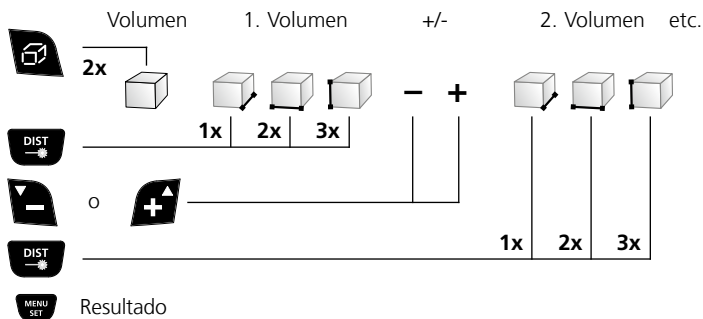 Volumen 1. Volumen +/- 2. Volumen etc.
2x
− +
1x 2x 3x
DIST
− o +
1x 2x 3x
DIST
MENU
SET
Resultado